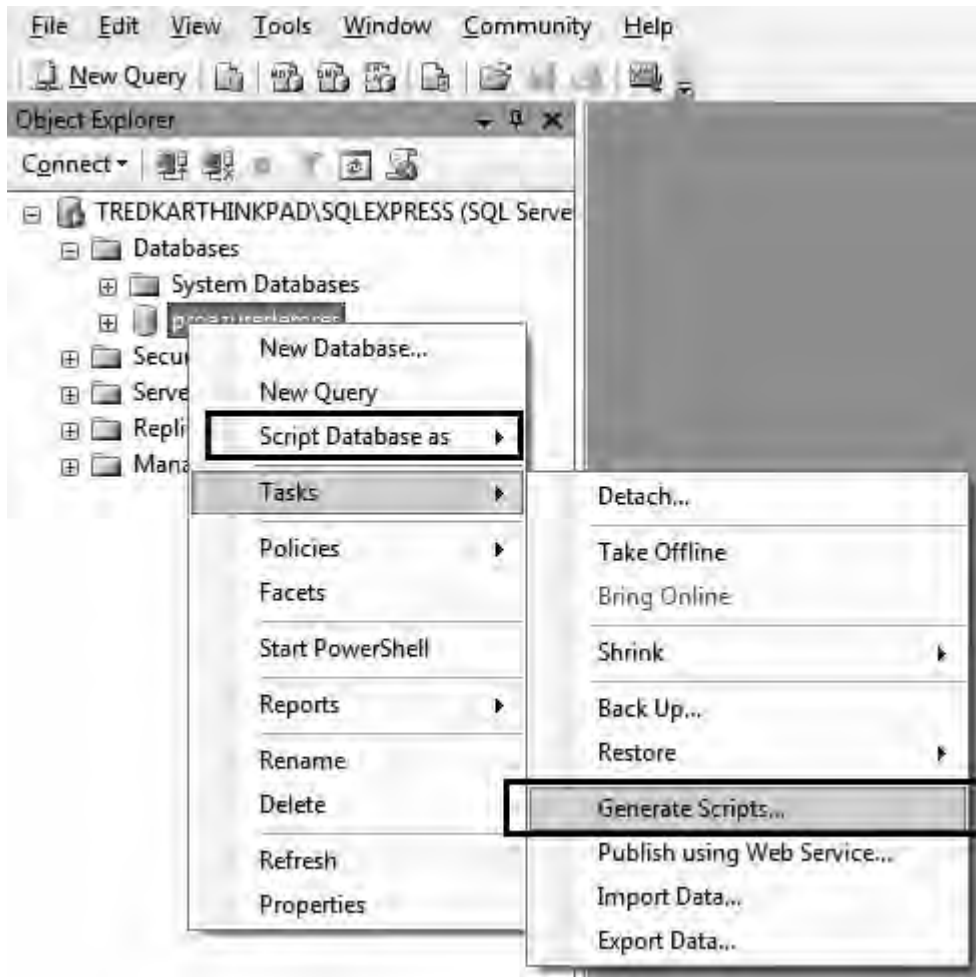 File Edit View Tools Window Community Help
New Query
Object Explorer
Connect
TREDKARTHINKPAD\SQLEXPRESS (SQL Serve
Databases
System Databases
Secu
Serve
Repli
Mana
New Database...
New Query
Script Database as
Tasks
Policies
Facets
Start PowerShell
Reports
Rename
Delete
Refresh
Properties
Detach...
Take Offline
Bring Online
Shrink
Back Up...
Restore
Generate Scripts...
Publish using Web Service...
Import Data...
Export Data...